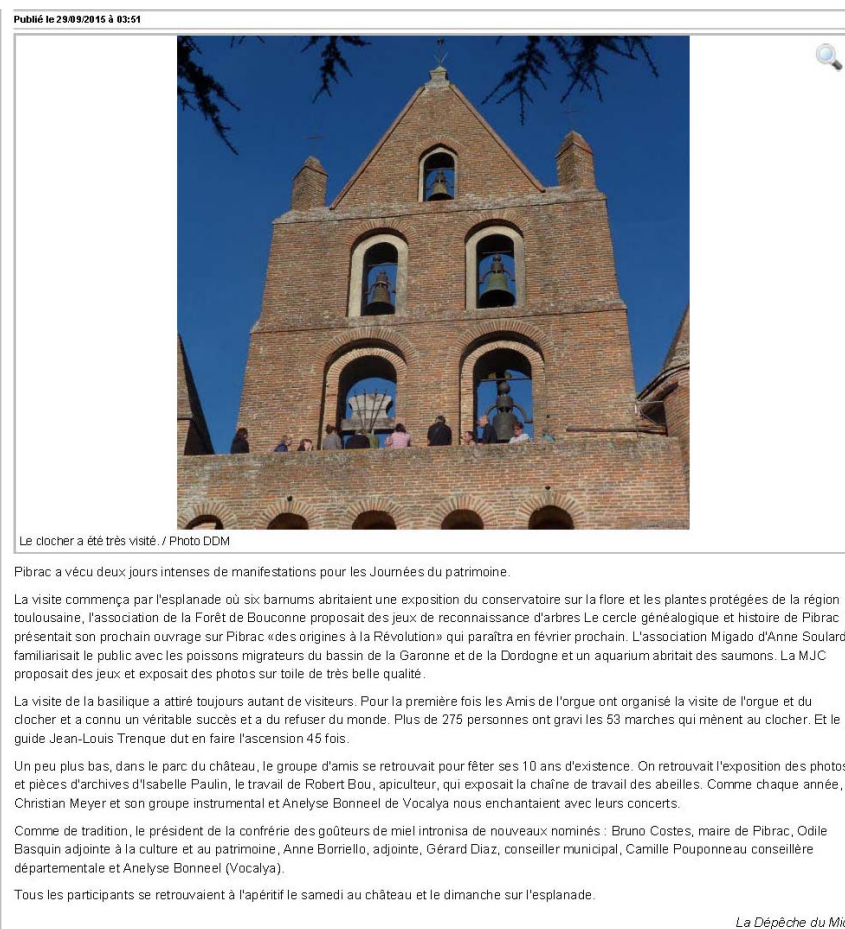 Publié le 29/09/2015 à 03:51
Le clocher a été très visité. / Photo DDM
Pibrac a vécu deux jours intenses de manifestations pour les Journées du patrimoine.
La visite commença par l'esplanade où six barnums abritaient une exposition du conservatoire sur la flore et les plantes protégées de la région
toulousaine, l'association de la Forêt de Bouconne proposait des jeux de reconnaissance d'arbres Le cercle généalogique et histoire de Pibrac
présentait son prochain ouvrage sur Pibrac «des origines à la Révolution» qui paraîtra en février prochain. L'association Migado d'Anne Soulard
familiarisait le public avec les poissons migrateurs du bassin de la Garonne et de la Dordogne et un aquarium abritait des saumons. La MJC
proposait des jeux et exposait des photos sur toile de très belle qualité.
La visite de la basilique a attiré toujours autant de visiteurs. Pour la première fois les Amis de l'orgue ont organisé la visite de l'orgue et du
clocher et a connu un véritable succès et a du refuser du monde. Plus de 275 personnes ont gravi les 53 marches qui mènent au clocher. Et le
guide Jean-Louis Trenque dut en faire l'ascension 45 fois.
Un peu plus bas, dans le parc du château, le groupe d'amis se retrouvait pour fêter ses 10 ans d'existence. On retrouvait l'exposition des photos
et pièces d'archives d'Isabelle Paulin, le travail de Robert Bou, apiculteur, qui exposait la chaîne de travail des abeilles. Comme chaque année,
Christian Meyer et son groupe instrumental et Anelyse Bonneel de Vocalya nous enchantaient avec leurs concerts.
Comme de tradition, le président de la confrérie des goûteurs de miel intronisa de nouveaux nominés : Bruno Costes, maire de Pibrac, Odile
Basquin adjointe à la culture et au patrimoine, Anne Borriello, adjointe, Gérard Diaz, conseiller municipal, Camille Pouponneau conseillère
départementale et Anelyse Bonneel (Vocalya).
Tous les participants se retrouvaient à l'apéritif le samedi au château et le dimanche sur l'esplanade.
La Dépêche du Mid